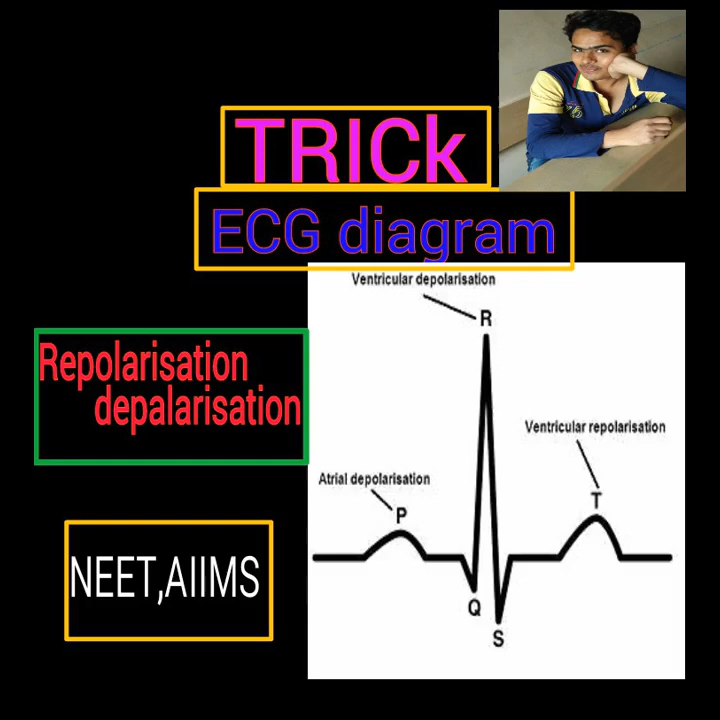 TRICk
ECG diagram
Ventricular depolarisation
R
Repolarisation
depalarisation
Ventricular repolarisation
Atrial depolarisation
T
P
NEET,AIIMS
Q
S